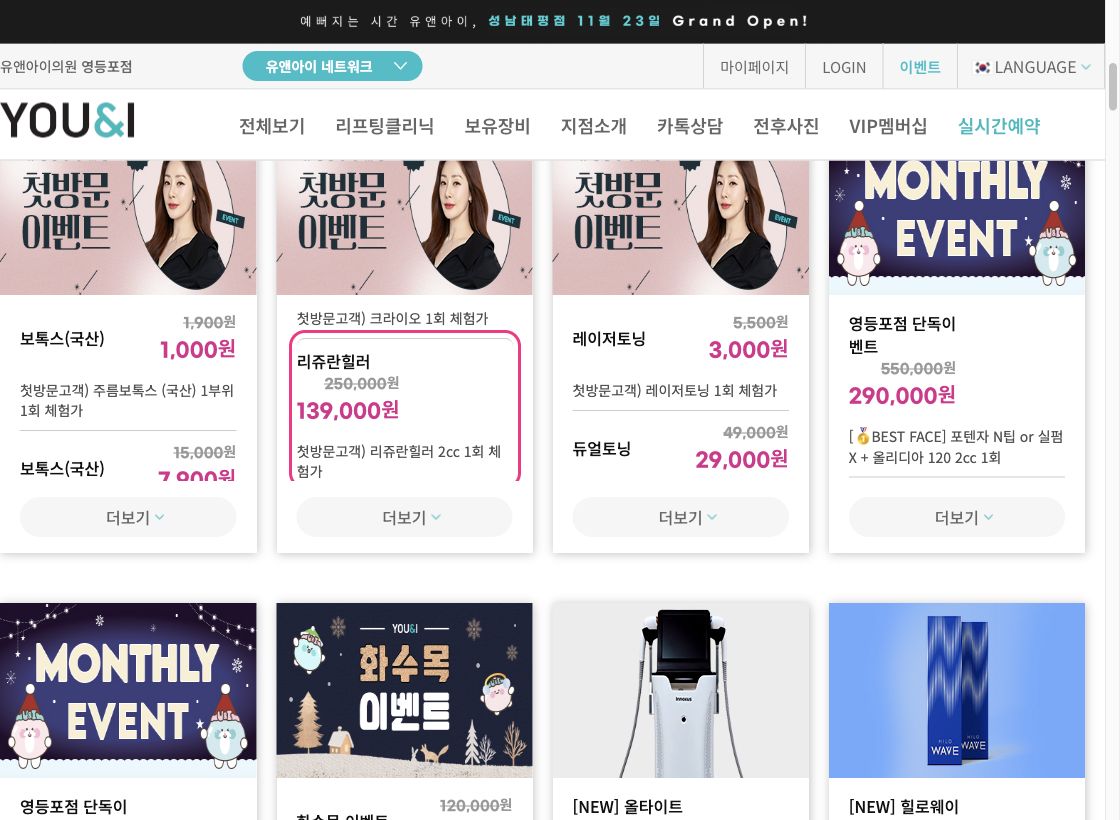 예뻐지는 시간 유앤아이, 성남태평점 11월 23일 Grand Open!
유앤아이의원 영등포점
유앤아이 네트워크
마이페이지
LOGIN
이벤트
LANGUAGE
YOU&I
전체보기
리프팅클리닉
보유장비
지점소개
카톡상담
전후사진
VIP멤버십
실시간예약
첫방문
이벤트
EVENT
보톡스(국산)
1,900원
1,000원
첫방문고객) 주름보톡스 (국산) 1부위
1회 체험가
보톡스(국산)
15,000원
7,900원
더보기
첫방문
이벤트
EVENT
첫방문고객) 크라이오 1회 체험가
리쥬란힐러
250,000원
139,000원
첫방문고객) 리쥬란힐러 2cc 1회 체
험가
더보기
첫방문
이벤트
EVENT
레이저토닝
5,500원
3,000원
첫방문고객) 레이저토닝 1회 체험가
듀얼토닝
49,000원
29,000원
더보기
MONTHLY
EVENT
영등포점 단독이
벤트
550,000원
290,000원
[🥇BEST FACE] 포텐자 N팁 or 실펌
X + 올리디아 120 2cc 1회
더보기
MONTHLY
EVENT
영등포점 단독이
YOU&I
화수목
이벤트
120,000원
화수목 이벤트
[NEW] 올타이트
HILO
WAVE
HILO
WAVE
[NEW] 힐로웨이